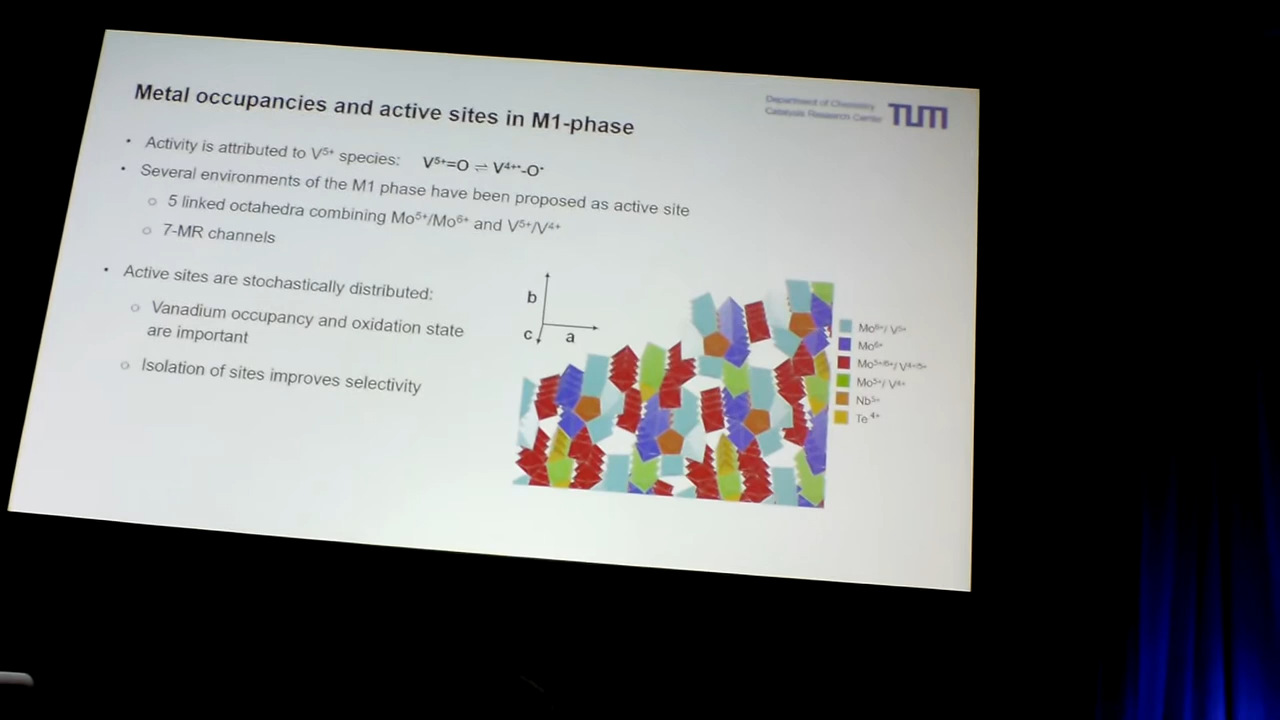 Metal occupancies and active sites in M1-phase
Department of Chemistry
Catalysis Research Center
TUM
• Activity is attributed to V⁵⁺ species: V⁵⁺=O ⇌ V⁴⁺•-O•
• Several environments of the M1 phase have been proposed as active site
○ 5 linked octahedra combining Mo⁵⁺/Mo⁶⁺ and V⁵⁺/V⁴⁺
○ 7-MR channels
• Active sites are stochastically distributed:
○ Vanadium occupancy and oxidation state
are important
○ Isolation of sites improves selectivity
b
c
a
Mo⁶⁺/ V⁵⁺
Mo⁶⁺
Mo⁵⁺/⁶⁺/ V⁴⁺/⁵⁺
Mo⁵⁺/ V⁴⁺
Nb⁵⁺
Te⁴⁺